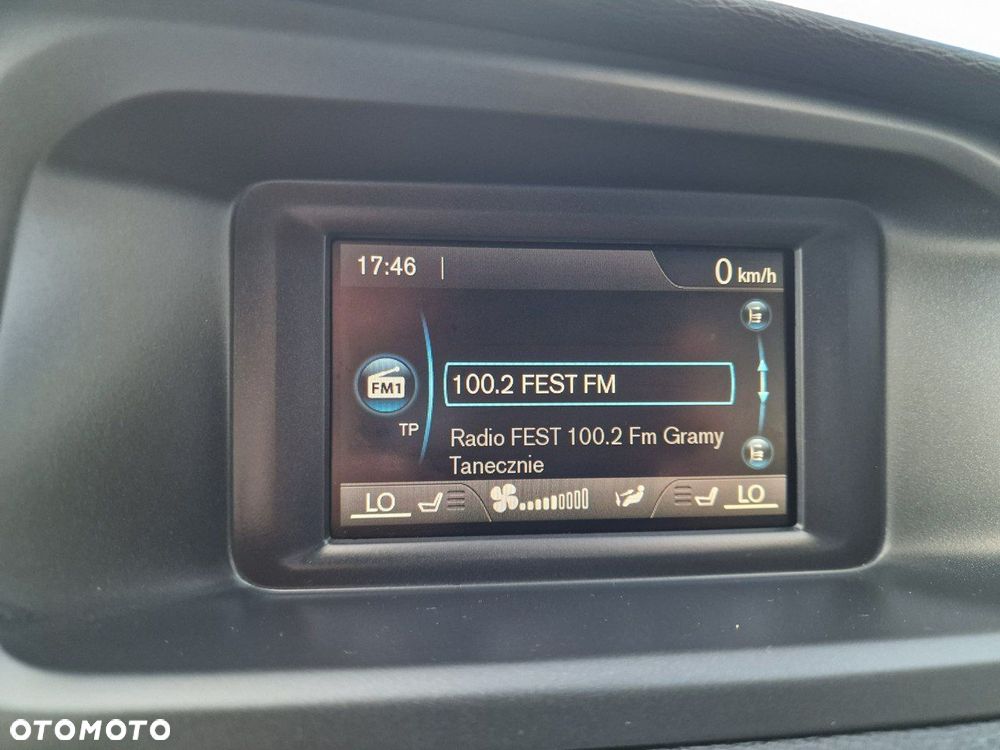 17:46
0 km/h
100.2 FEST FM
FM1
TP
Radio FEST 100.2 Fm Gramy
Tanecznie
LO
LO
OTOMOTO